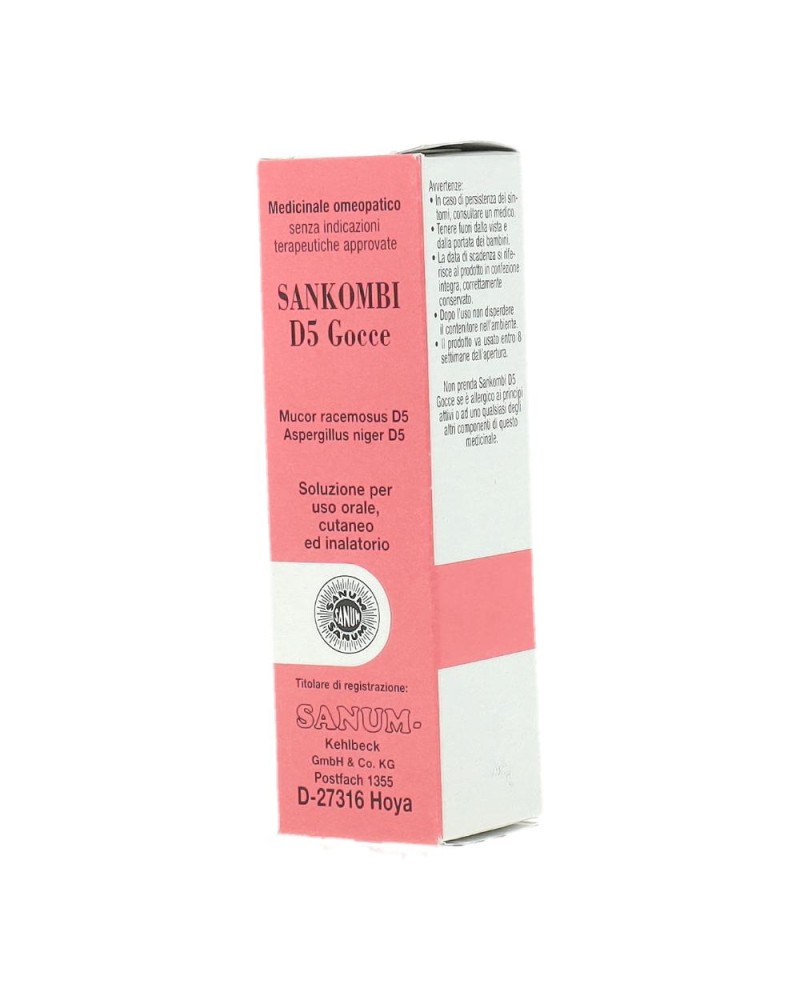 Medicinale omeopatico
senza indicazioni
terapeutiche approvate
SANKOMBI
D5 Gocce
Mucor racemosus D5
Aspergillus niger D5
Soluzione per
uso orale,
cutaneo
ed inalatorio
SANUM
SANUM
SANUM
Titolare di registrazione:
SANUM-
Kehlbeck
GmbH & Co. KG
Postfach 1355
D-27316 Hoya
Avvertenze:
• In caso di persistenza dei sin-
tomi, consultare un medico.
• Tenere fuori dalla vista e
dalla portata dei bambini.
• La data di scadenza si rife-
risce al prodotto in confezione
integra, correttamente
conservato.
• Dopo l'uso non disperdere
il contenitore nell'ambiente.
• Il prodotto va usato entro 8
settimane dall'apertura.
Non prenda Sankombi D5
Gocce se è allergico ai principi
attivi o ad uno qualsiasi degli
altri componenti di questo
medicinale.